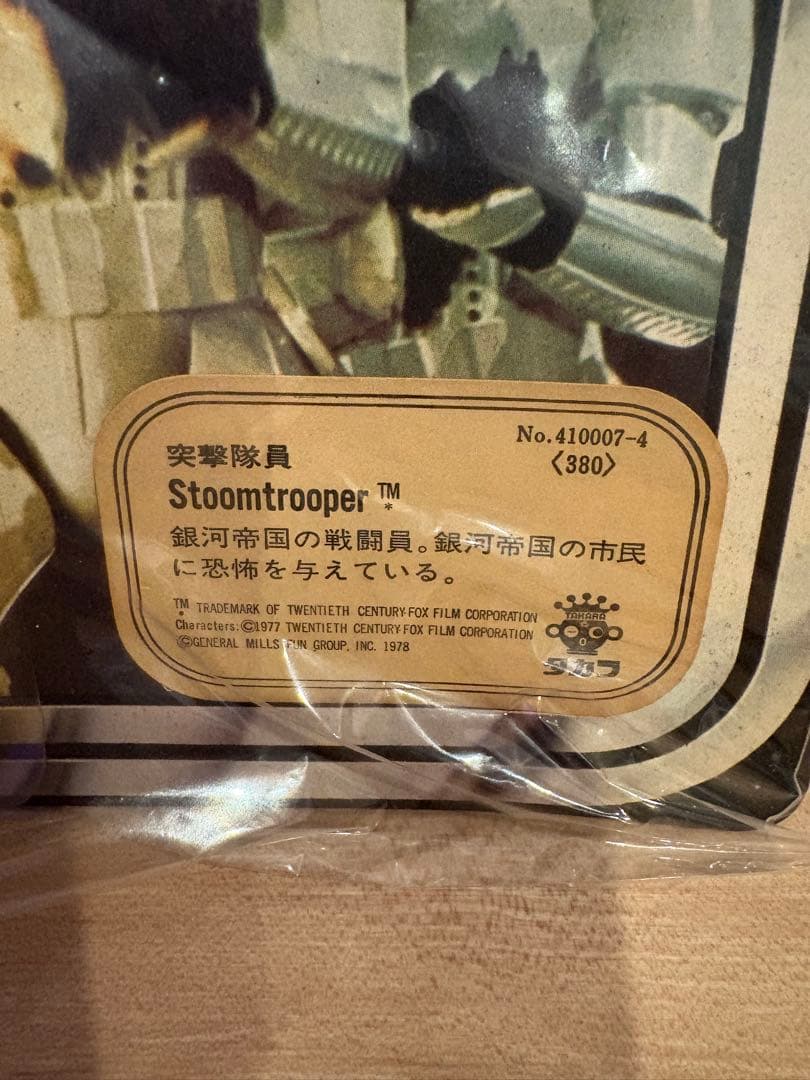 突撃隊員
No.410007-4
〈380〉
Stoomtrooper ™
*
銀河帝国の戦闘員。銀河帝国の市民
に恐怖を与えている。
™ TRADEMARK OF TWENTIETH CENTURY-FOX FILM CORPORATION
*
Characters:©1977 TWENTIETH CENTURY-FOX FILM CORPORATION
©GENERAL MILLS FUN GROUP, INC. 1978
TAKARA
タカラ